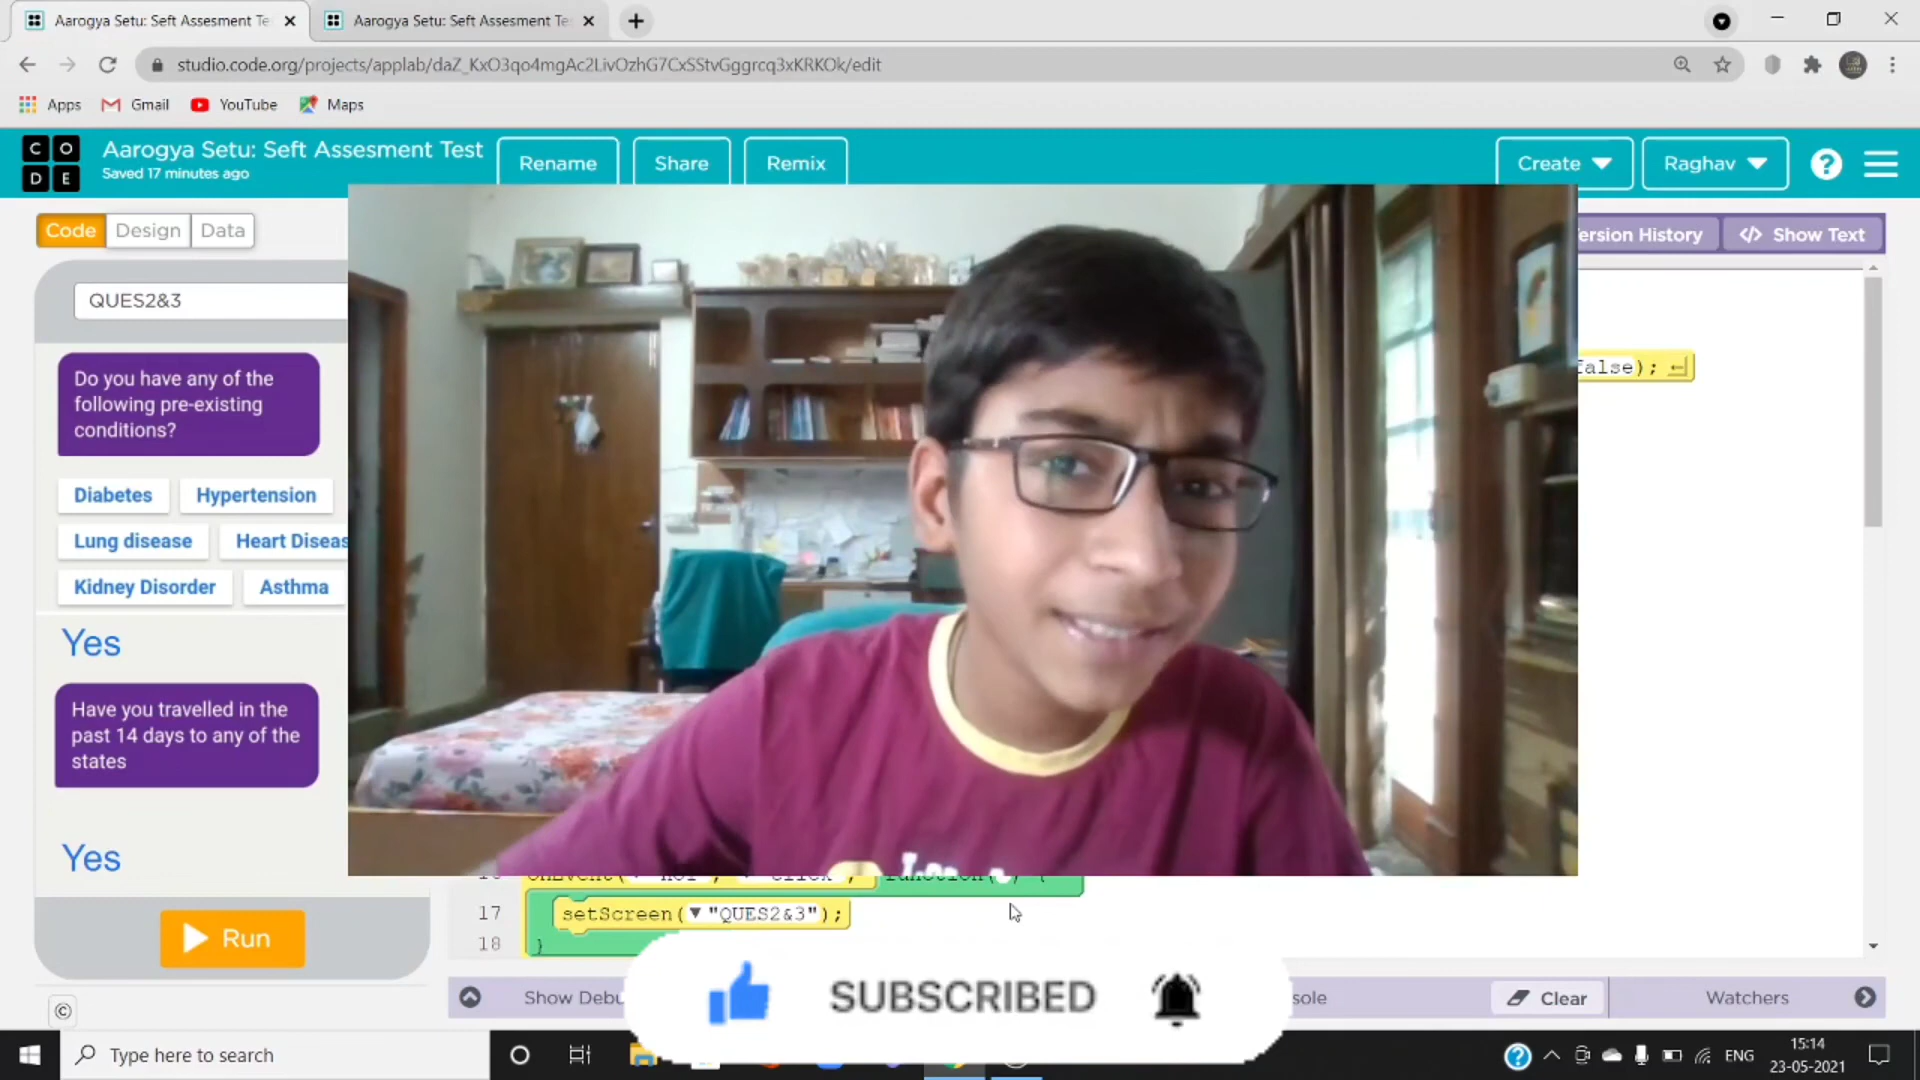 Aarogya Setu: Seft Assesment Te
Aarogya Setu: Seft Assesment Te
studio.code.org/projects/applab/daZ_KxO3qo4mgAc2LivOzhG7CxSStvGggrcq3xKRKOk/edit
Apps Gmail YouTube Maps
CODE
Aarogya Setu: Seft Assesment Test
Saved 17 minutes ago
Rename Share Remix
Create Raghav ?
Code Design Data
ersion History </> Show Text
QUES2&3
Do you have any of the
following pre-existing
conditions?
false);
Diabetes Hypertension
Lung disease Heart Diseas
Kidney Disorder Asthma
Yes
Have you travelled in the
past 14 days to any of the
states
Yes
Run
17 setScreen("QUES2&3");
18 }
Show Debu
SUBSCRIBED
sole
Clear
Watchers
©
Type here to search
ENG
15:14
23-05-2021